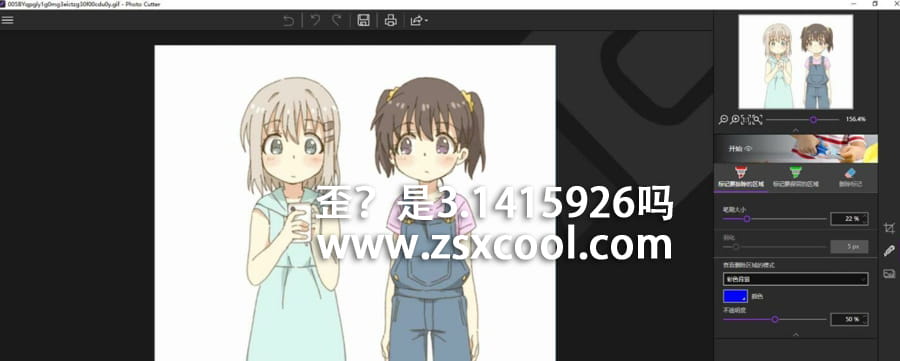 005BYqpgly1g0mg3eictzg30f00cdu0y.gif - Photo Cutter
156.4%
开始
标记要删除的区域
标记要保留的区域
删除标记
笔刷大小
22 %
羽化
5 px
查看删除区域的模式
彩色背景
颜色
不透明度
50 %
歪？是3.1415926吗
www.zsxcool.com